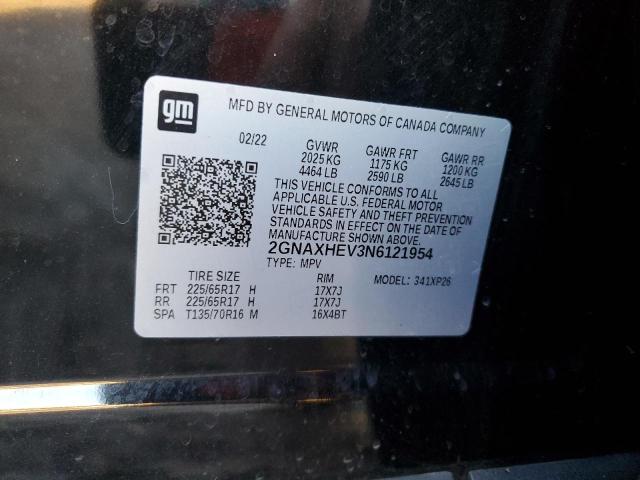 gm
MFD BY GENERAL MOTORS OF CANADA COMPANY
02/22 GVWR GAWR FRT GAWR RR
2025 KG 1175 KG 1200 KG
4464 LB 2590 LB 2645 LB
THIS VEHICLE CONFORMS TO ALL
APPLICABLE U.S. FEDERAL MOTOR
VEHICLE SAFETY AND THEFT PREVENTION
STANDARDS IN EFFECT ON THE DATE OF
MANUFACTURE SHOWN ABOVE.
2GNAXHEV3N6121954
TYPE: MPV MODEL: 341XP26
TIRE SIZE RIM
FRT 225/65R17 H 17X7J
RR 225/65R17 H 17X7J
SPA T135/70R16 M 16X4BT